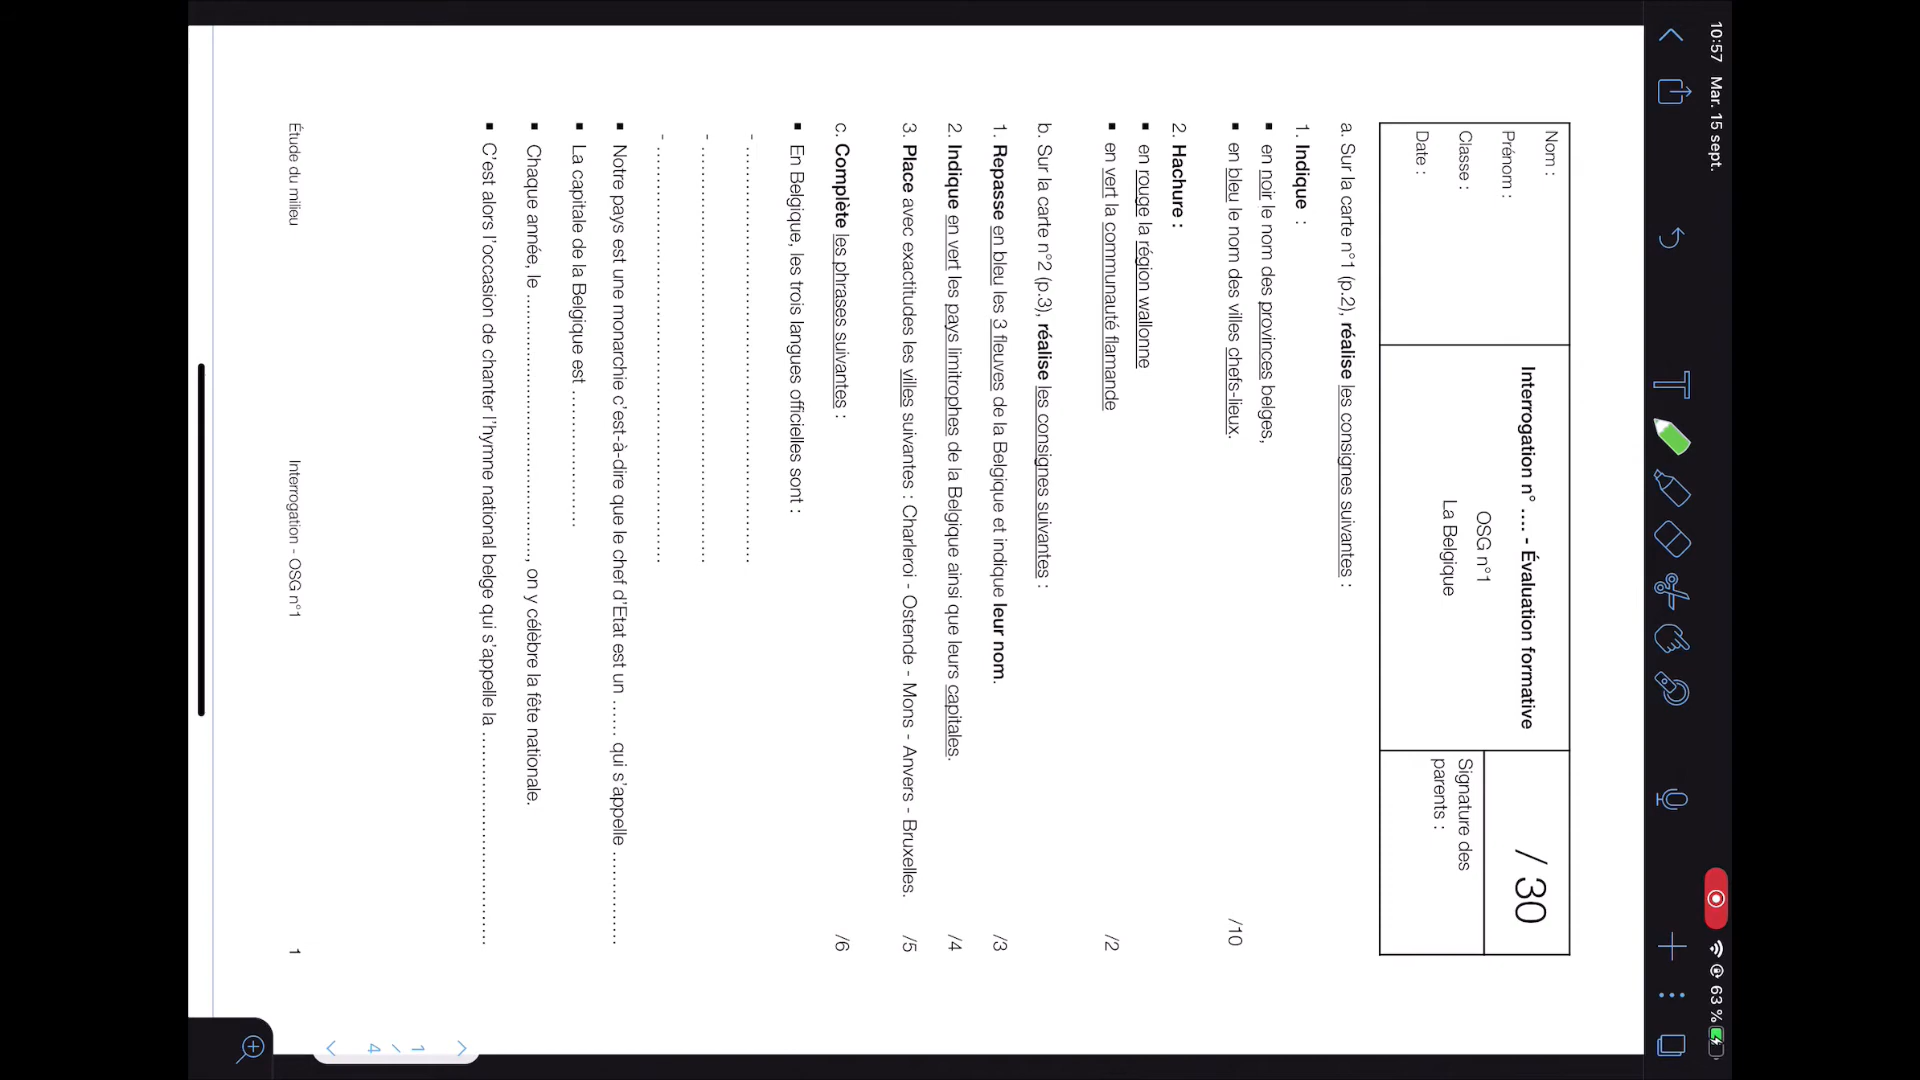 10:57 Mar. 15 sept.
63 %
Nom :
Prénom :
Classe :
Date :
Interrogation n° .... - Évaluation formative
OSG n°1
La Belgique
/ 30
Signature des
parents :
a. Sur la carte n°1 (p.2), réalise les consignes suivantes :
1. Indique :
▪ en noir le nom des provinces belges,
▪ en bleu le nom des villes chefs-lieux. /10
2. Hachure :
▪ en rouge la région wallonne
▪ en vert la communauté flamande /2
b. Sur la carte n°2 (p.3), réalise les consignes suivantes :
1. Repasse en bleu les 3 fleuves de la Belgique et indique leur nom. /3
2. Indique en vert les pays limitrophes de la Belgique ainsi que leurs capitales. /4
3. Place avec exactitudes les villes suivantes : Charleroi - Ostende - Mons - Anvers - Bruxelles. /5
c. Complète les phrases suivantes : /6
▪ En Belgique, les trois langues officielles sont :
- ..........................................................
- ..........................................................
- ..........................................................
▪ Notre pays est une monarchie c'est-à-dire que le chef d'Etat est un ...... qui s'appelle ..............
▪ La capitale de la Belgique est ......................
▪ Chaque année, le .........................................., on y célèbre la fête nationale.
▪ C'est alors l'occasion de chanter l'hymne national belge qui s'appelle la .................................
Étude du milieu Interrogation - OSG n°1 1
1 / 4